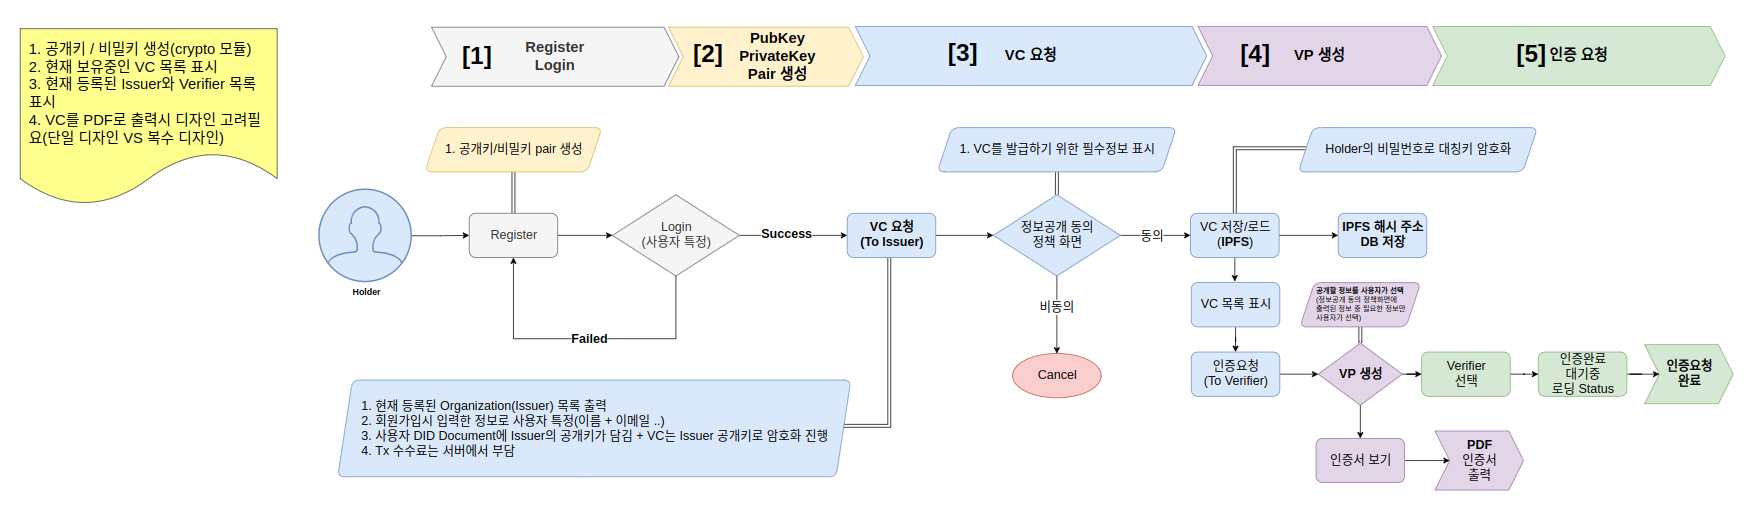 1. 공개키 / 비밀키 생성(crypto 모듈)
2. 현재 보유중인 VC 목록 표시
3. 현재 등록된 Issuer와 Verifier 목록
표시
4. VC를 PDF로 출력시 디자인 고려필
요(단일 디자인 VS 복수 디자인)
[1]
Register
Login
[2]
PubKey
PrivateKey
Pair 생성
[3]
VC 요청
[4]
VP 생성
[5]
인증 요청
1. 공개키/비밀키 pair 생성
1. VC를 발급하기 위한 필수정보 표시
Holder의 비밀번호로 대칭키 암호화
Holder
Register
Login
(사용자 특정)
Success
Failed
VC 요청
(To Issuer)
정보공개 동의
정책 화면
동의
비동의
Cancel
VC 저장/로드
(IPFS)
IPFS 해시 주소
DB 저장
VC 목록 표시
공개할 정보를 사용자가 선택
(정보공개 동의 정책화면에
출력된 정보 중 필요한 정보만
사용자가 선택)
인증요청
(To Verifier)
VP 생성
Verifier
선택
인증완료
대기중
로딩 Status
인증요청
완료
인증서 보기
PDF
인증서
출력
1. 현재 등록된 Organization(Issuer) 목록 출력
2. 회원가입시 입력한 정보로 사용자 특정(이름 + 이메일 ..)
3. 사용자 DID Document에 Issuer의 공개키가 담김 + VC는 Issuer 공개키로 암호화 진행
4. Tx 수수료는 서버에서 부담